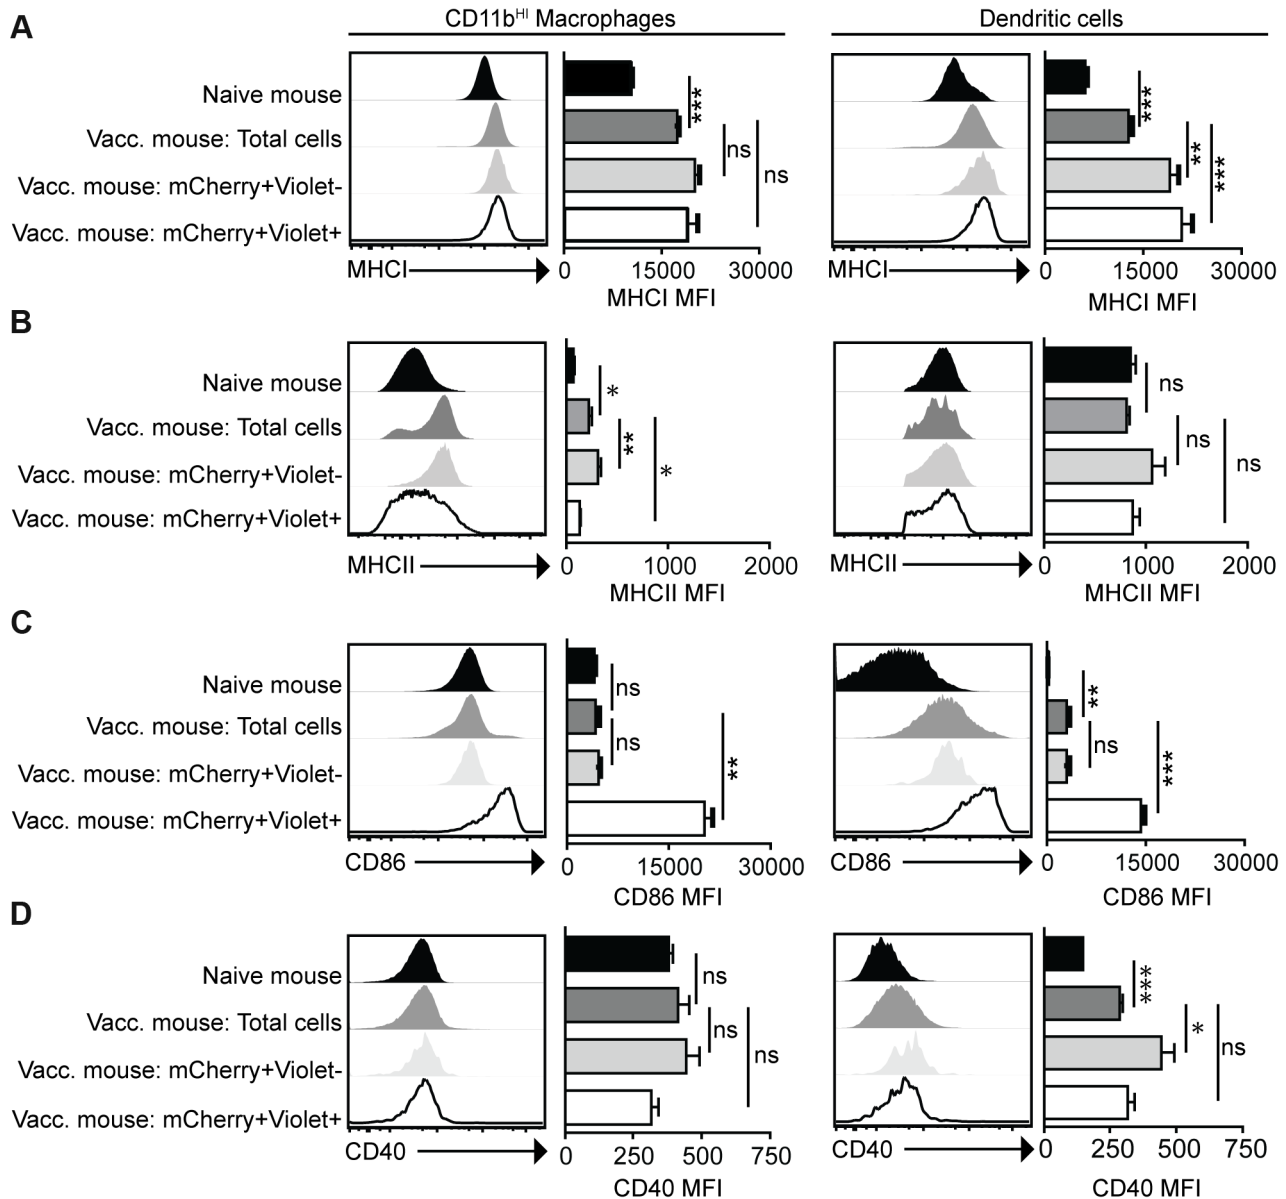 CD11bHI Macrophages
Dendritic cells
A
Naive mouse
Vacc. mouse: Total cells
Vacc. mouse: mCherry+Violet-
Vacc. mouse: mCherry+Violet+
***
ns
ns
***
**
***
MHCI
0 15000 30000
MHCI MFI
MHCI
0 15000 30000
MHCI MFI
B
Naive mouse
Vacc. mouse: Total cells
Vacc. mouse: mCherry+Violet-
Vacc. mouse: mCherry+Violet+
*
**
*
ns
ns
ns
MHCII
0 1000 2000
MHCII MFI
MHCII
0 1000 2000
MHCII MFI
C
Naive mouse
Vacc. mouse: Total cells
Vacc. mouse: mCherry+Violet-
Vacc. mouse: mCherry+Violet+
ns
ns
**
**
ns
***
CD86
0 15000 30000
CD86 MFI
CD86
0 15000 30000
CD86 MFI
D
Naive mouse
Vacc. mouse: Total cells
Vacc. mouse: mCherry+Violet-
Vacc. mouse: mCherry+Violet+
ns
ns
ns
***
*
ns
CD40
0 250 500 750
CD40 MFI
CD40
0 250 500 750
CD40 MFI